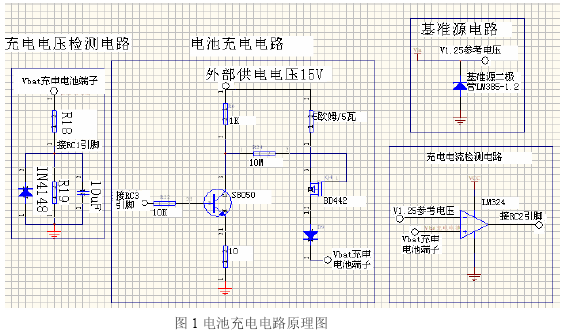 充电电压检测电路
Vbat充电电池端子
R18
接RC1引脚
1N4148
R19
10uF
电池充电电路
外部供电电压15V
1K
5欧姆/5瓦
10M
接RC3
引脚
10K
S8050
BD442
10
Vbat充电
电池端子
基准源电路
V1.25参考电压
基准源二极
管LM385-1.2
充电电流检测电路
LM324
V1.25参考电压
接RC2引脚
Vbat充电
电池端子
图1电池充电电路原理图